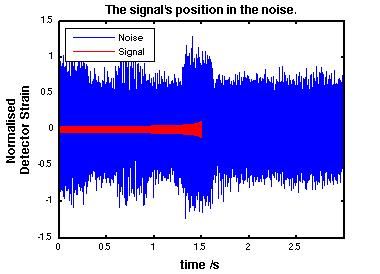 The signal's position in the noise.
1.5
1
0.5
0
-0.5
-1
-1.5
Normalised
Detector Strain
Noise
Signal
0 0.5 1 1.5 2 2.5
time /s